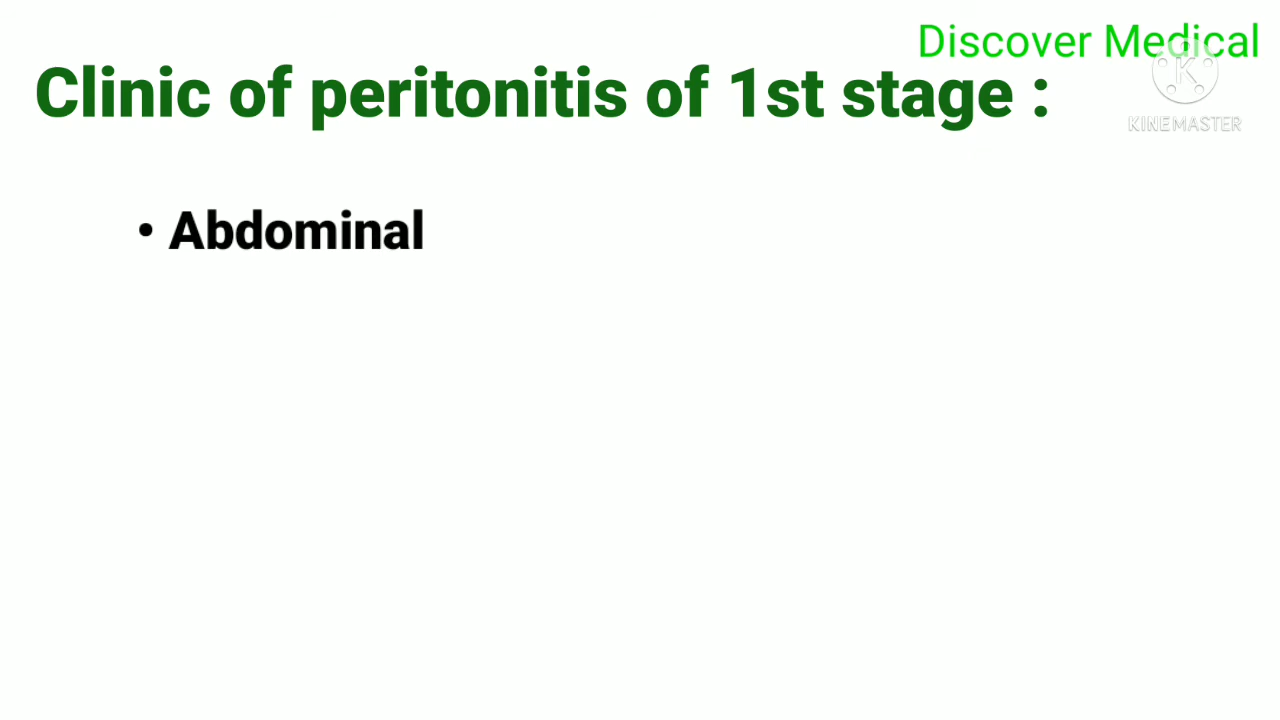 Discover Medical
Clinic of peritonitis of 1st stage :
K
KINEMASTER
• Abdominal